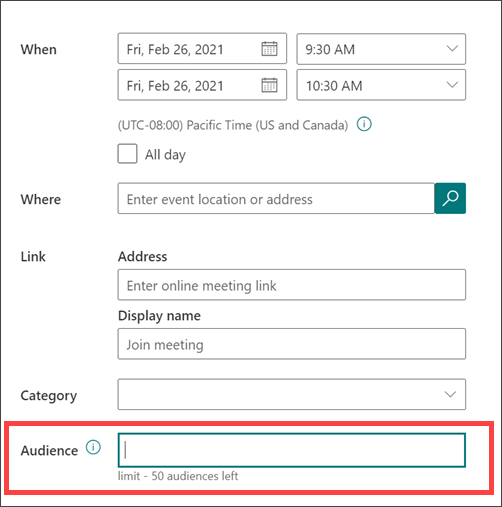 When
Fri, Feb 26, 2021 9:30 AM
Fri, Feb 26, 2021 10:30 AM
(UTC-08:00) Pacific Time (US and Canada)
All day
Where Enter event location or address
Link Address
Enter online meeting link
Display name
Join meeting
Category
Audience
limit - 50 audiences left